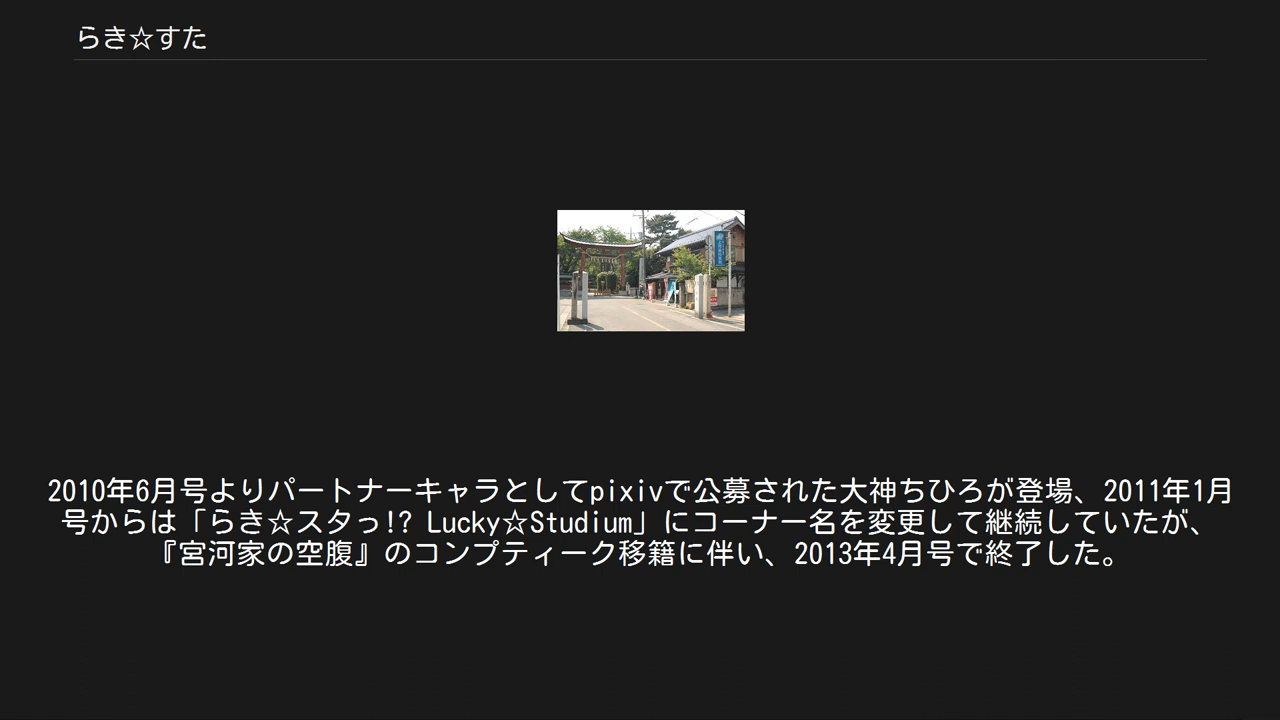 らき☆すた
2010年6月号よりパートナーキャラとしてpixivで公募された大神ちひろが登場、2011年1月
号からは「らき☆スタっ!? Lucky☆Studium」にコーナー名を変更して継続していたが、
『宮河家の空腹』のコンプティーク移籍に伴い、2013年4月号で終了した。